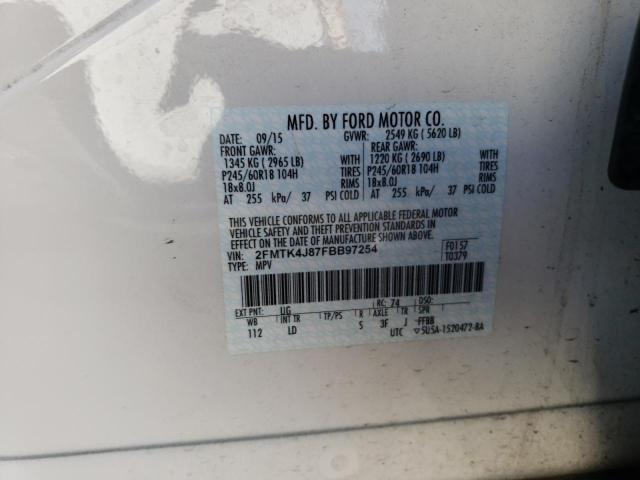 MFD. BY FORD MOTOR CO.
DATE: 09/15 GVWR: 2549 KG ( 5620 LB)
FRONT GAWR: REAR GAWR:
1345 KG ( 2965 LB) WITH 1220 KG ( 2690 LB) WITH
P245/60R18 104H TIRES P245/60R18 104H TIRES
18x8.0J RIMS 18x8.0J RIMS
AT 255 kPa/ 37 PSI COLD AT 255 kPa/ 37 PSI COLD
THIS VEHICLE CONFORMS TO ALL APPLICABLE FEDERAL MOTOR
VEHICLE SAFETY AND THEFT PREVENTION STANDARDS IN
EFFECT ON THE DATE OF MANUFACTURE SHOWN ABOVE.
VIN: 2FMTK4J87FBB97254 F0157
TYPE: MPV T0379
EXT PNT: UG RC: 74 DSO:
WB INT TR TP/PS R AXLE TR SPR
112 LD S 3F J FFBB
UTC 5U5A-1520472-BA